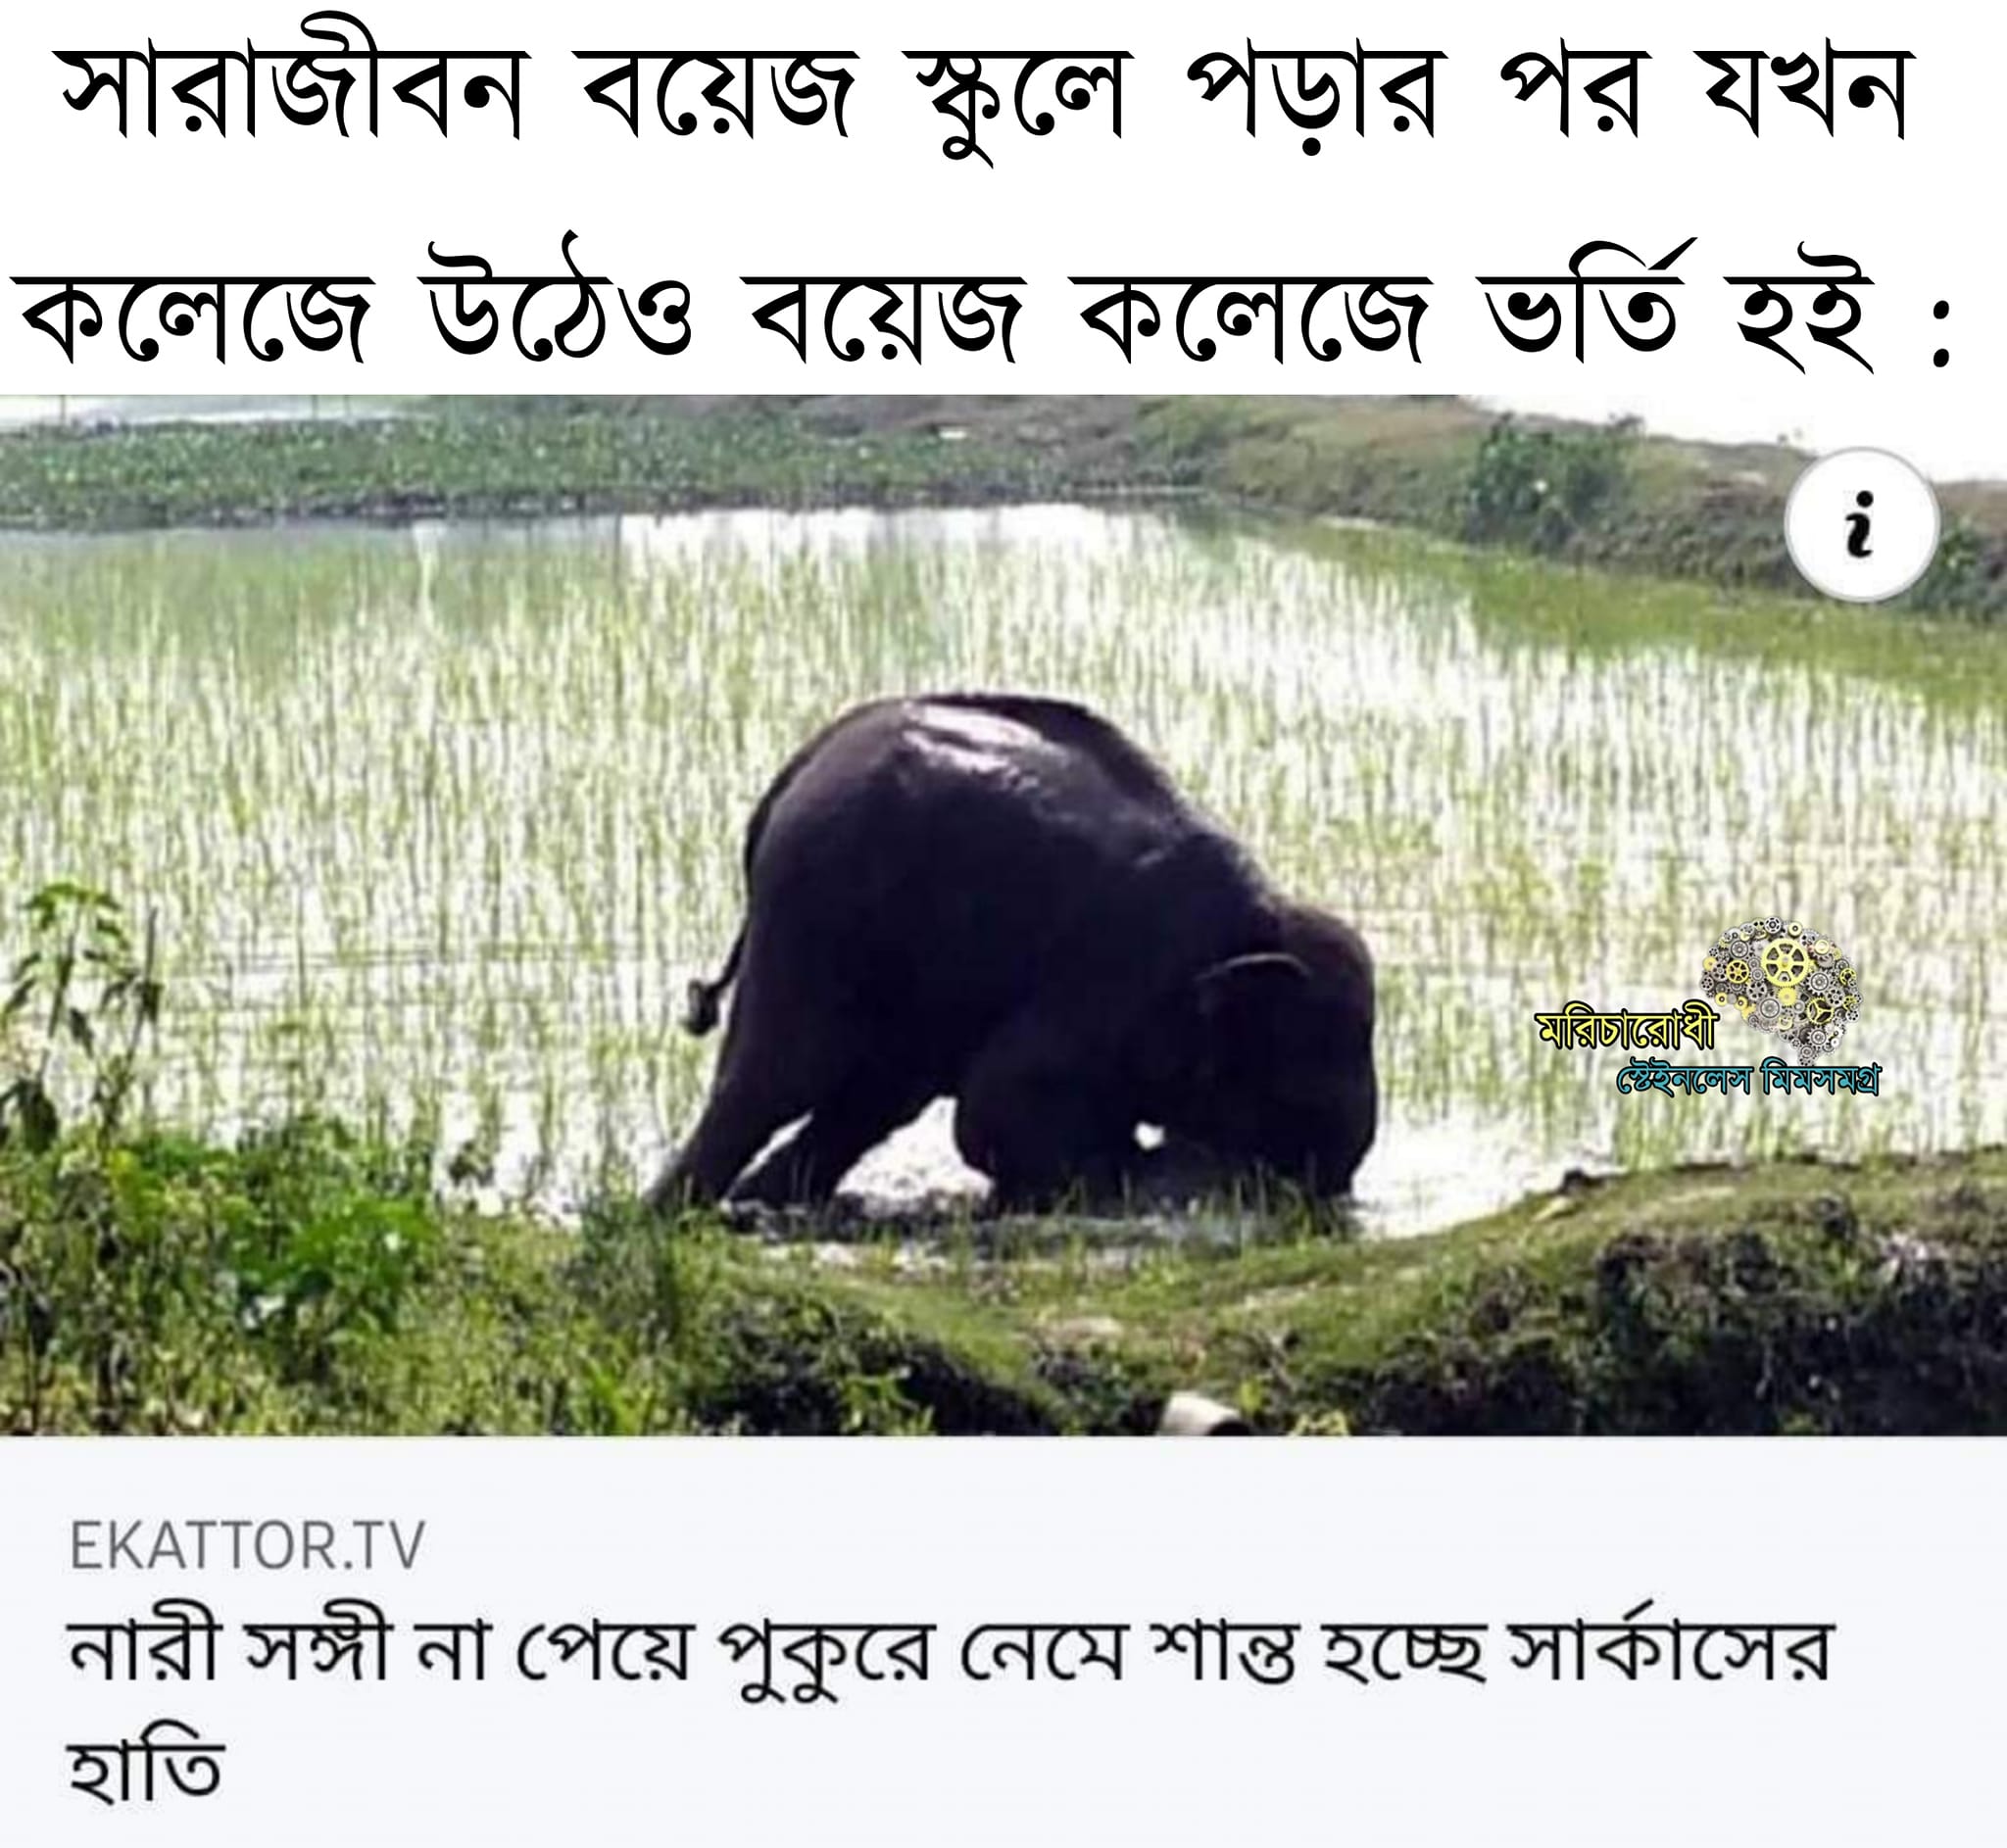 সারাজীবন বয়েজ স্কুলে পড়ার পর যখন
কলেজে উঠেও বয়েজ কলেজে ভর্তি হই :
i
মরিচারোধী
স্টেইনলেস মিমসমগ্র
EKATTOR.TV
নারী সঙ্গী না পেয়ে পুকুরে নেমে শান্ত হচ্ছে সার্কাসের
হাতি